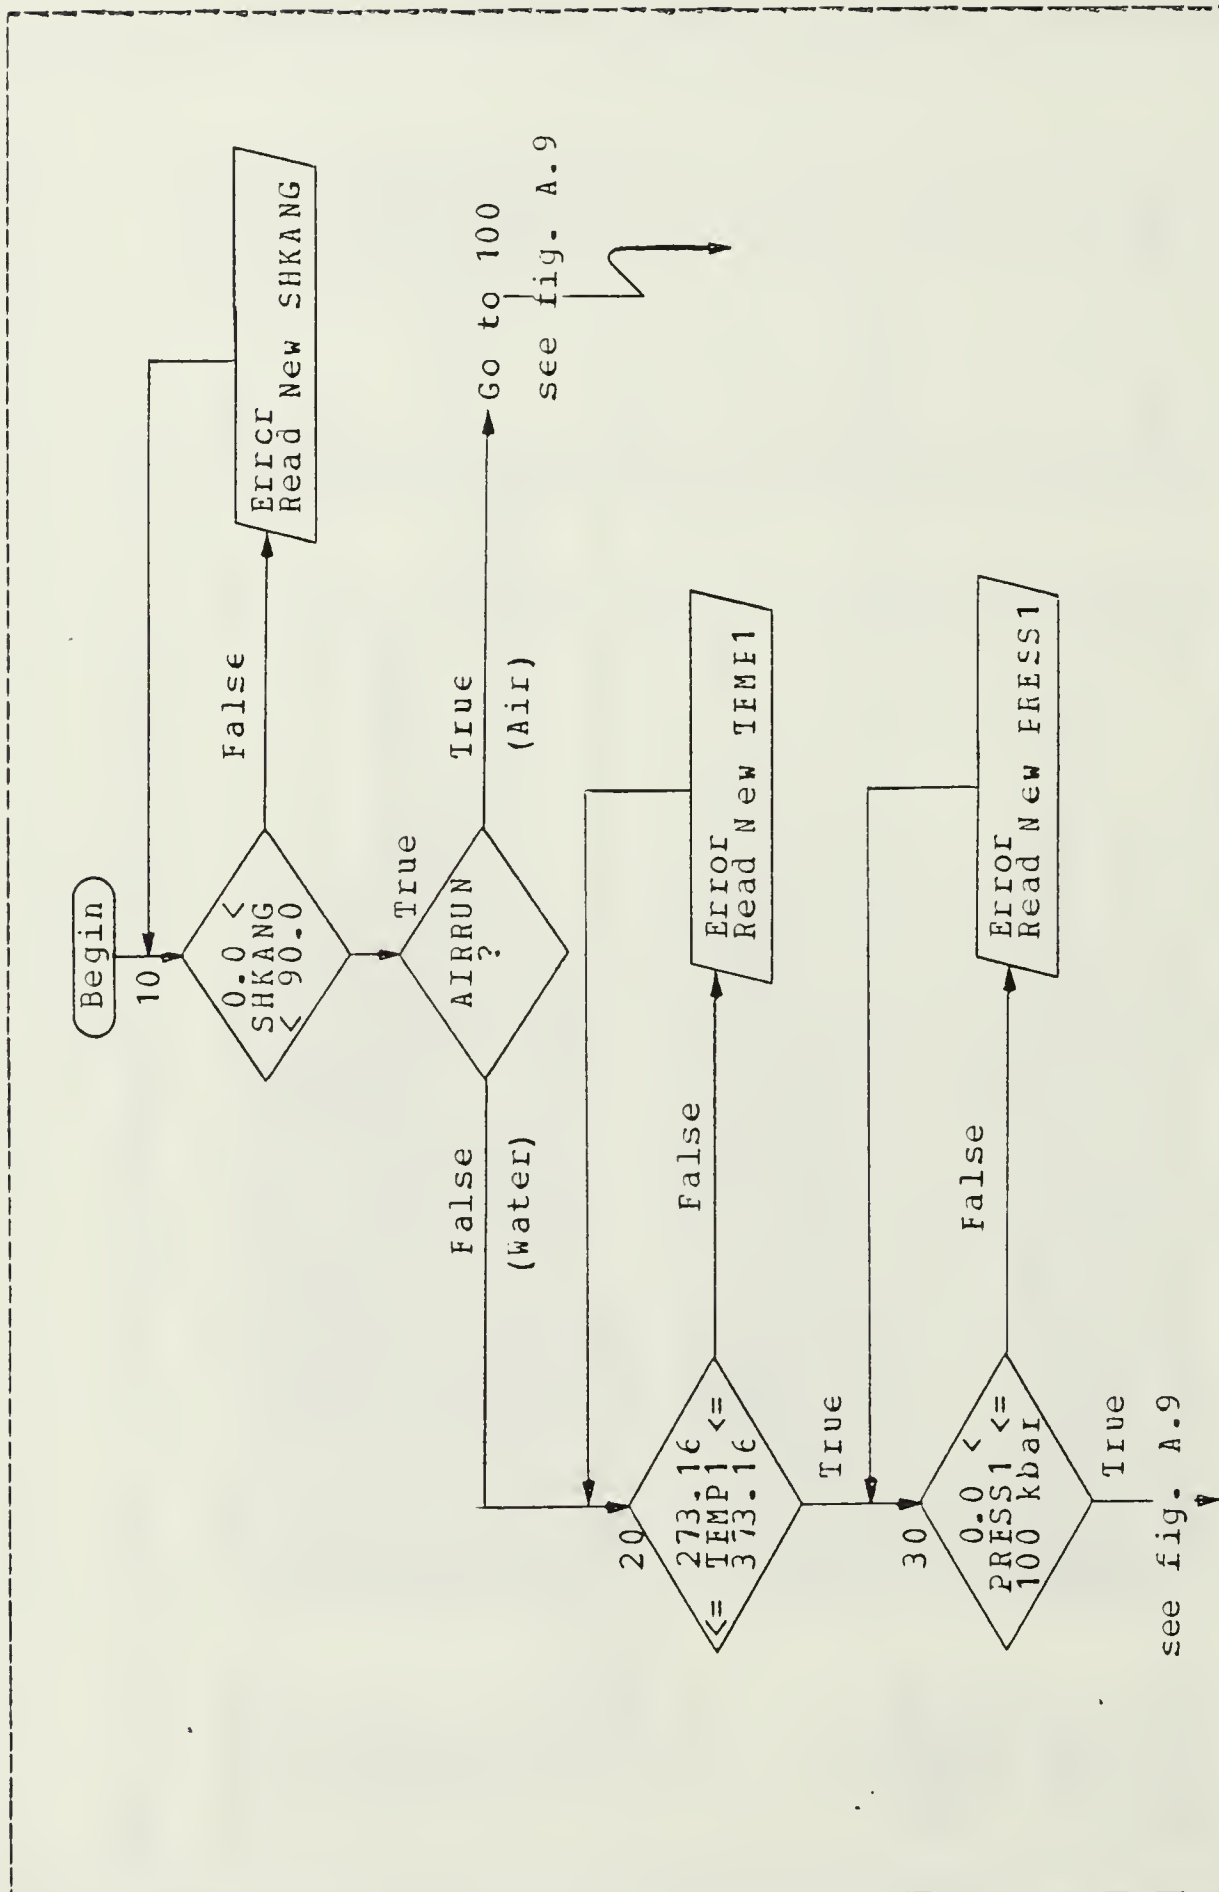 Begin
10
0.0 <
SHKANG
< 90.0
False
Error
Read New SHKANG
True
AIRRUN
?
True
(Air)
Go to 100
see fig. A.9
False
(Water)
20
273.16
<= TEMP1 <=
373.16
False
Error
Read New TEMP1
True
30
0.0 <
PRESS1 <=
100 kbar
False
Error
Read New PRESS1
True
see fig. A.9